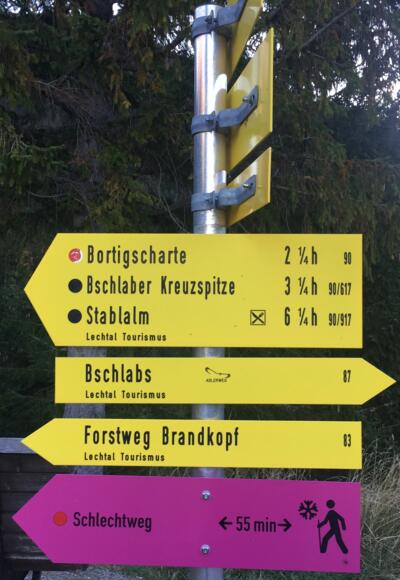 Bortigscharte 2 ¼h 90
Bschlaber Kreuzspitze 3 ¼h 90/617
Stablalm 6 ¼h 90/917
Lechtal Tourismus
Bschlabs ADLERWEG 87
Lechtal Tourismus
Forstweg Brandkopf 83
Lechtal Tourismus
Schlechtweg ←55 min→